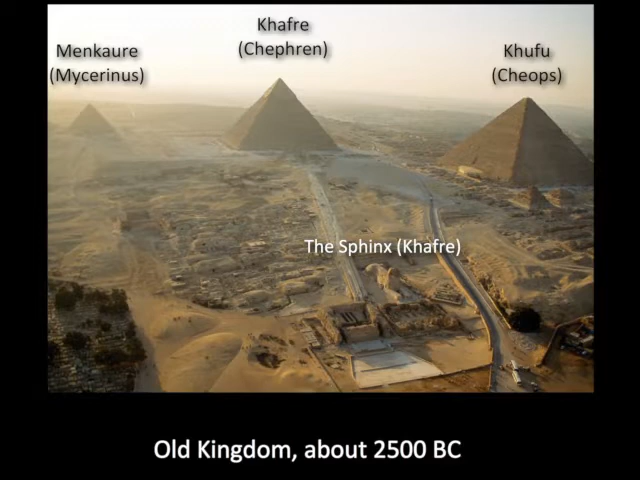 Khafre
(Chephren)
Menkaure
(Mycerinus)
Khufu
(Cheops)
The Sphinx (Khafre)
Old Kingdom, about 2500 BC